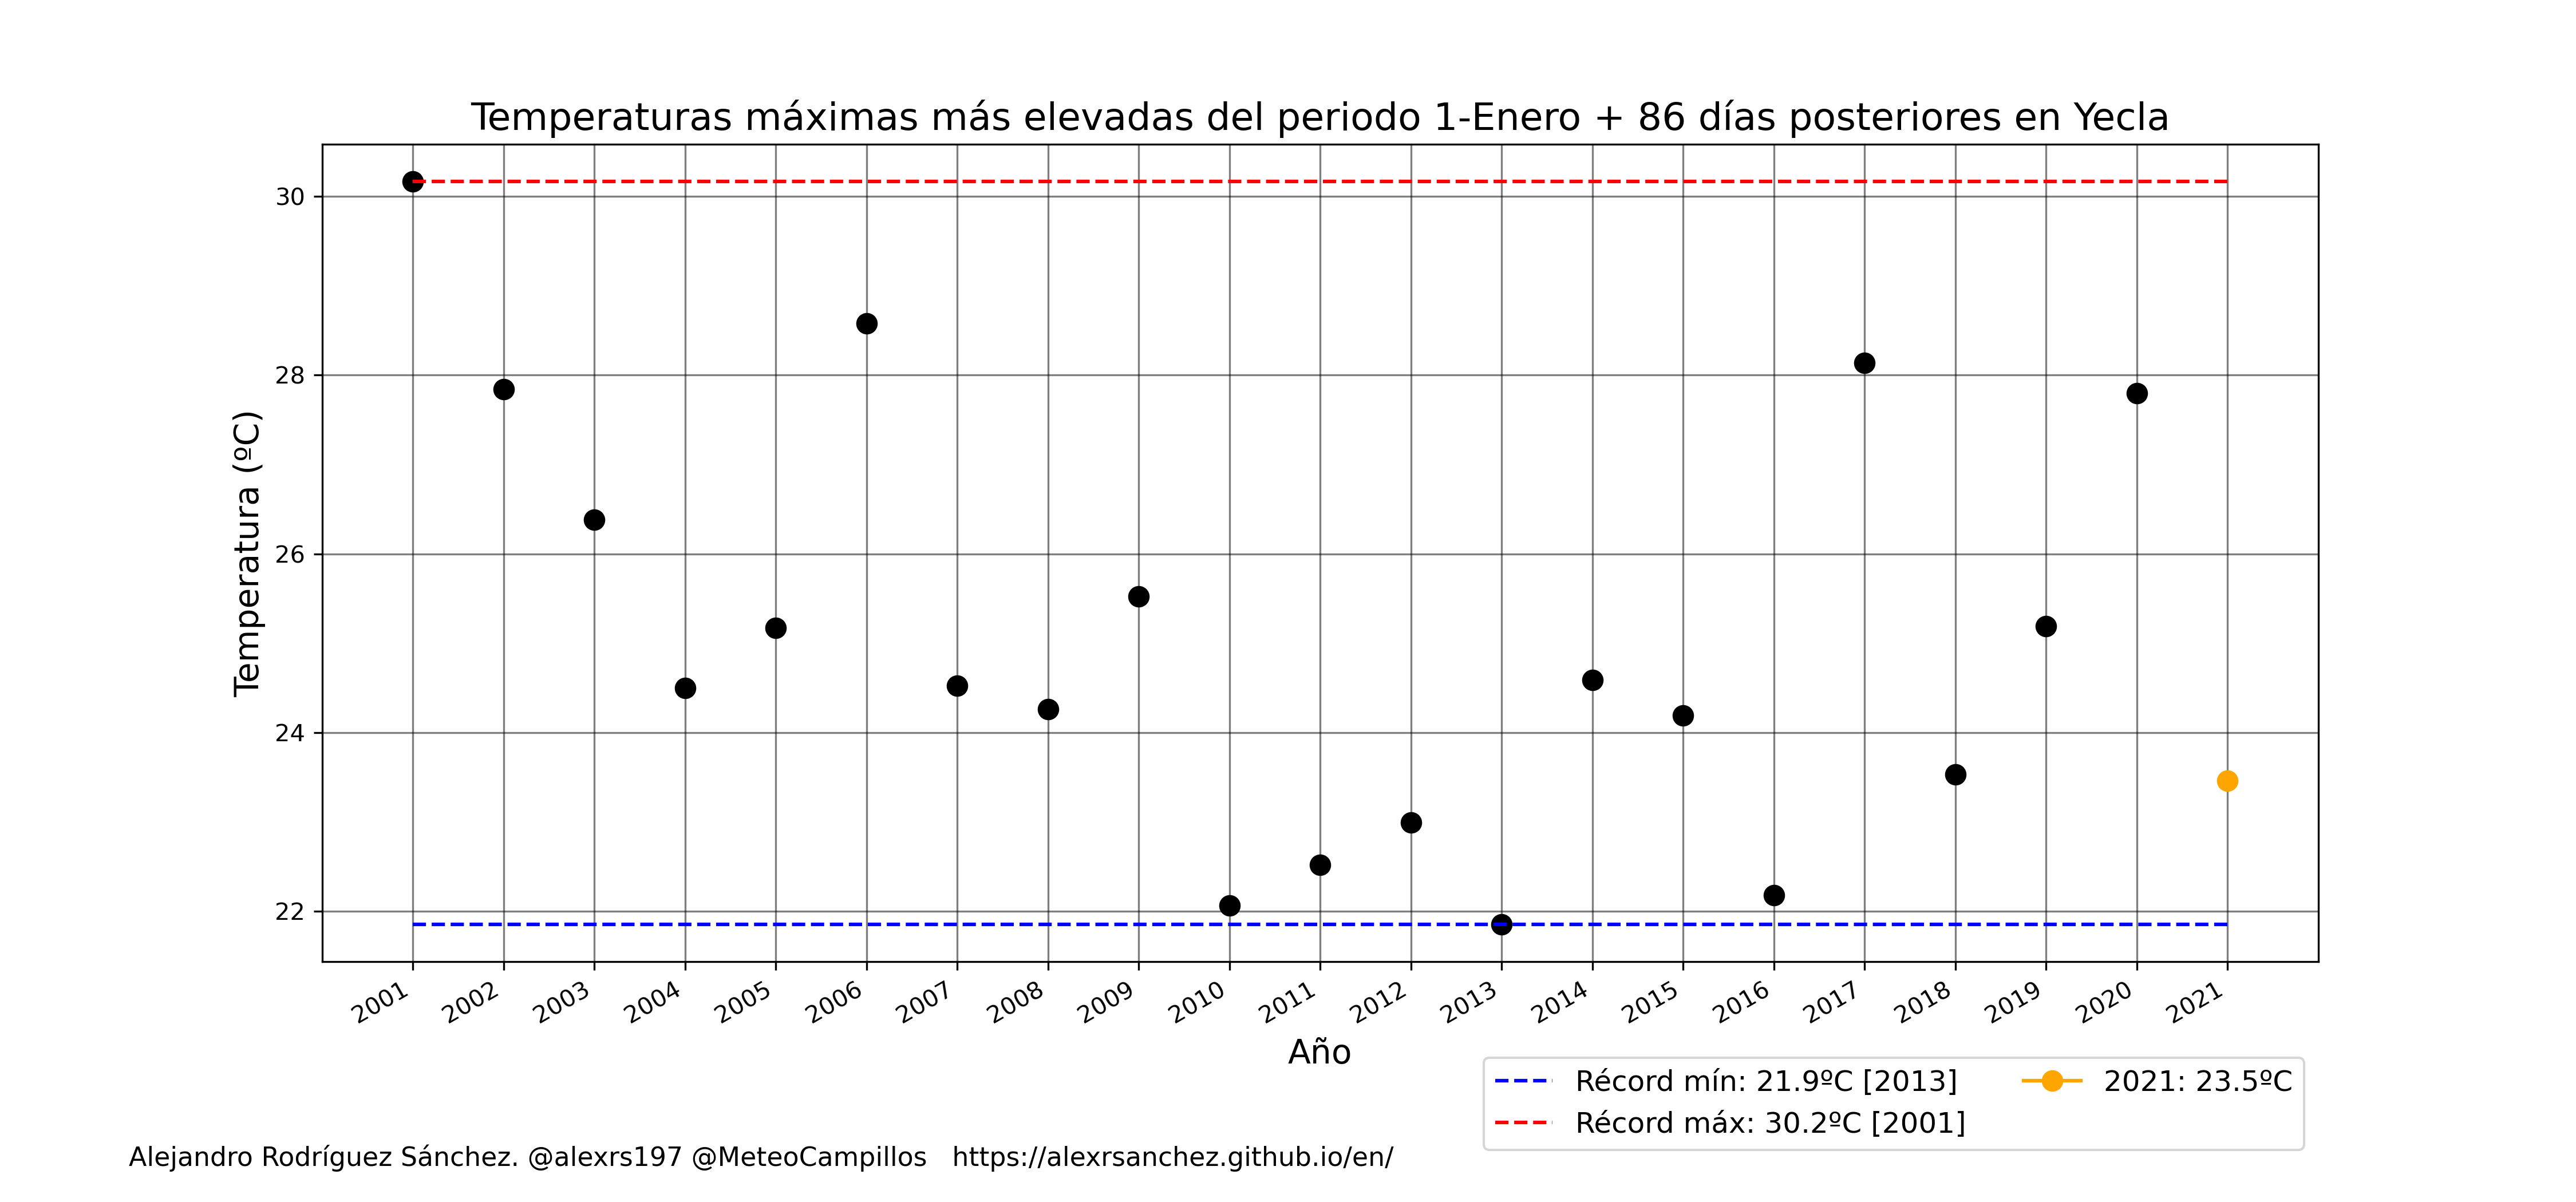 Temperaturas máximas más elevadas del periodo 1-Enero + 86 días posteriores en Yecla
Temperatura (ºC)
30
28
26
24
22
2001 2002 2003 2004 2005 2006 2007 2008 2009 2010 2011 2012 2013 2014 2015 2016 2017 2018 2019 2020 2021
Año
Récord mín: 21.9ºC [2013]
Récord máx: 30.2ºC [2001]
2021: 23.5ºC
Alejandro Rodríguez Sánchez. @alexrs197 @MeteoCampillos https://alexrsanchez.github.io/en/